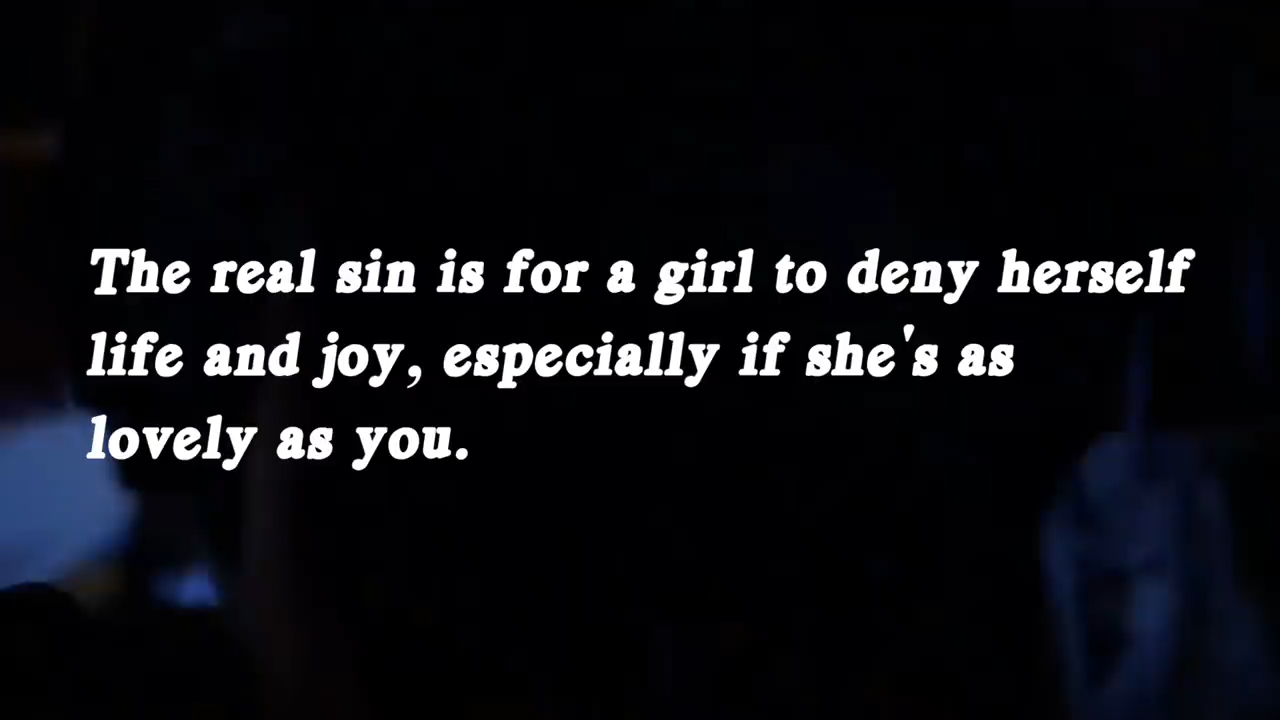 The real sin is for a girl to deny herself
life and joy, especially if she's as
lovely as you.